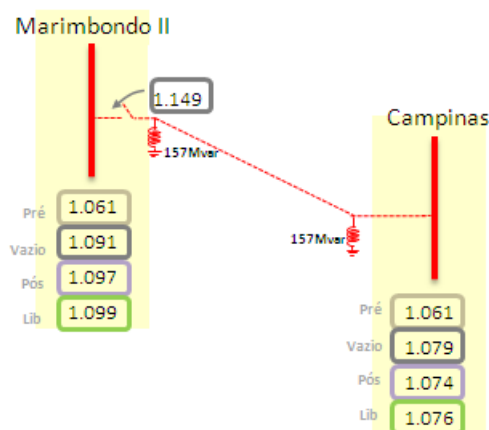 Marimbondo II
1.149
157Mvar
Pré 1.061
Vazio 1.091
Pós 1.097
Lib 1.099
Campinas
157Mvar
Pré 1.061
Vazio 1.079
Pós 1.074
Lib 1.076